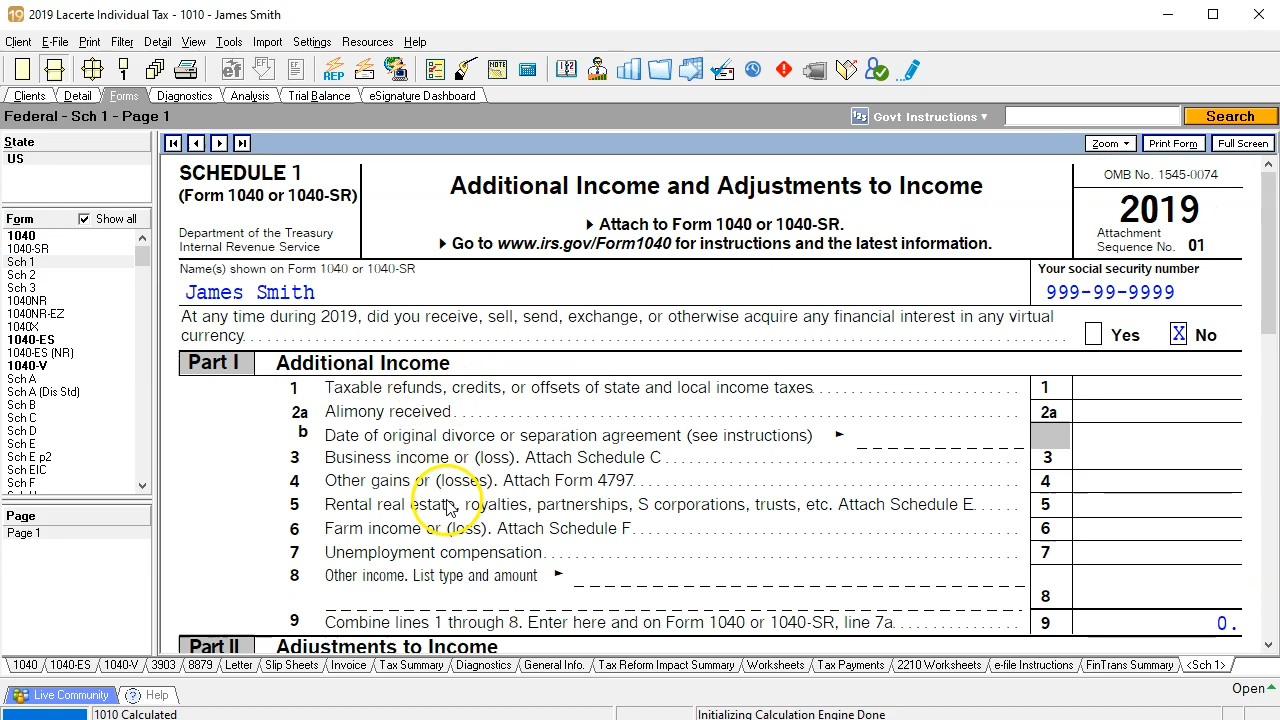 19 2019 Lacerte Individual Tax - 1010 - James Smith
Client E-File Print Filter Detail View Tools Import Settings Resources Help
REP NOTE
Clients Detail Forms Diagnostics Analysis Trial Balance eSignature Dashboard
Federal - Sch 1 - Page 1
123 Govt Instructions Search
State
US
Form Show all
1040
1040-SR
Sch 1
Sch 2
Sch 3
1040NR
1040NR-EZ
1040X
1040-ES
1040-ES (NR)
1040-V
Sch A
Sch A (Dis Std)
Sch B
Sch C
Sch D
Sch E
Sch E p2
Sch EIC
Sch F
Page
Page 1
Zoom Print Form Full Screen
SCHEDULE 1
(Form 1040 or 1040-SR)
Department of the Treasury
Internal Revenue Service
Additional Income and Adjustments to Income
Attach to Form 1040 or 1040-SR.
Go to www.irs.gov/Form1040 for instructions and the latest information.
OMB No. 1545-0074
2019
Attachment
Sequence No. 01
Name(s) shown on Form 1040 or 1040-SR
James Smith
Your social security number
999-99-9999
At any time during 2019, did you receive, sell, send, exchange, or otherwise acquire any financial interest in any virtual
currency Yes X No
Part I Additional Income
1 Taxable refunds, credits, or offsets of state and local income taxes 1
2a Alimony received 2a
b Date of original divorce or separation agreement (see instructions)
3 Business income or (loss). Attach Schedule C 3
4 Other gains or (losses). Attach Form 4797 4
5 Rental real estate, royalties, partnerships, S corporations, trusts, etc. Attach Schedule E 5
6 Farm income or (loss). Attach Schedule F 6
7 Unemployment compensation 7
8 Other income. List type and amount
8
9 Combine lines 1 through 8. Enter here and on Form 1040 or 1040-SR, line 7a 9 0.
Part II Adjustments to Income
1040 1040-ES 1040-V 3903 8879 Letter Slip Sheets Invoice Tax Summary Diagnostics General Info. Tax Reform Impact Summary Worksheets Tax Payments 2210 Worksheets e-file Instructions FinTrans Summary <Sch 1>
Live Community Help
Open
1010 Calculated Initializing Calculation Engine Done